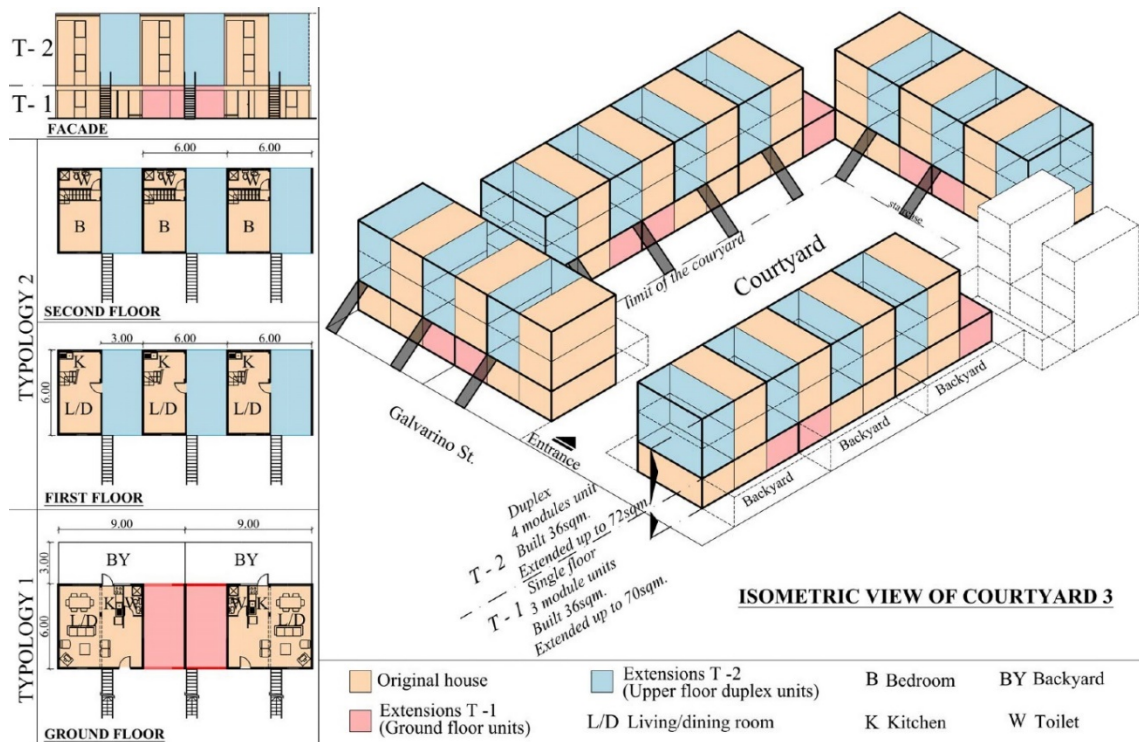 T- 2
T- 1
FACADE
TYPOLOGY 2
6.00
6.00
W
W
W
B
B
B
SECOND FLOOR
3.00
6.00
6.00
6.00
K
K
K
L/D
L/D
L/D
FIRST FLOOR
TYPOLOGY 1
9.00
9.00
3.00
6.00
BY
BY
K
W
W
K
L/D
L/D
GROUND FLOOR
limit of the couryard
Courtyard
staircase
Galvarino St.
Entrance
Backyard
Backyard
Backyard
T - 2
Duplex
4 modules unit
Built 36sqm.
Extended up to 72sqm.
T - 1
Single floor
3 module units
Built 36sqm.
Extended up to 70sqm.
ISOMETRIC VIEW OF COURTYARD 3
Original house
Extensions T -1
(Ground floor units)
Extensions T -2
(Upper floor duplex units)
L/D Living/dining room
B Bedroom
K Kitchen
BY Backyard
W Toilet